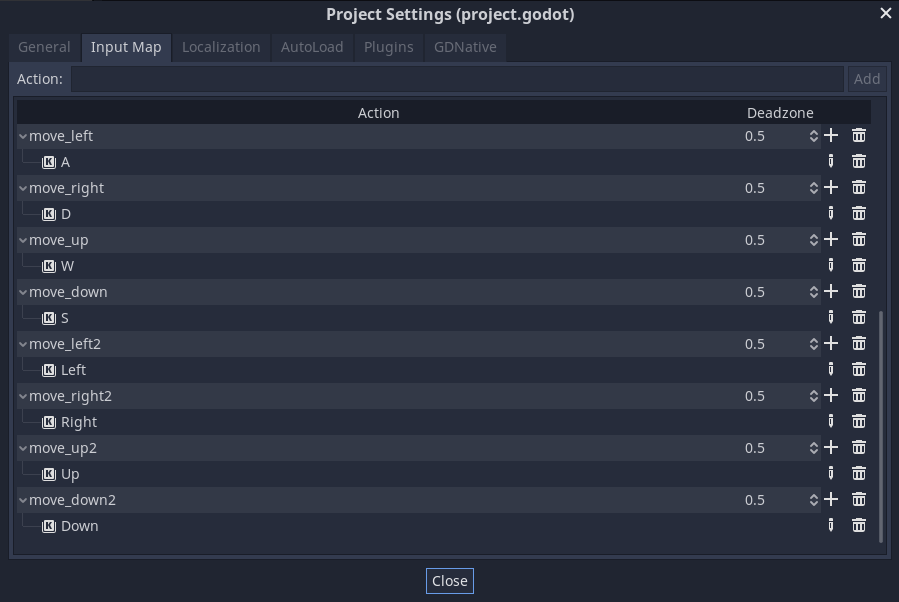 Project Settings (project.godot)
General Input Map Localization AutoLoad Plugins GDNative
Action: Add
Action Deadzone
move_left 0.5
K A
move_right 0.5
K D
move_up 0.5
K W
move_down 0.5
K S
move_left2 0.5
K Left
move_right2 0.5
K Right
move_up2 0.5
K Up
move_down2 0.5
K Down
Close